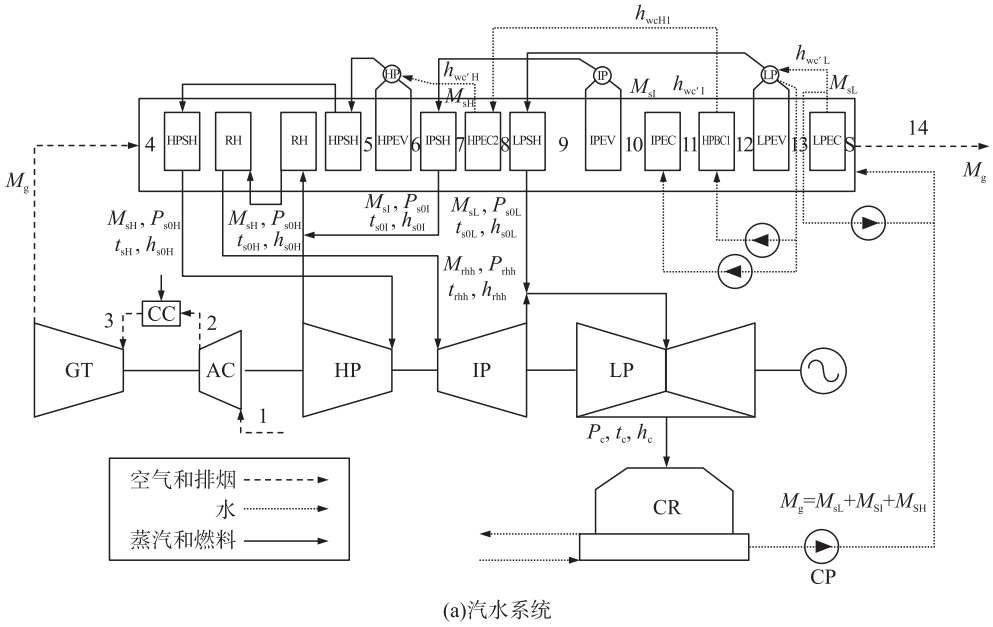 h_wcH1
HP
h_wc'H
IP
LP
h_wc'L
M_sH
M_sI
h_wc'I
M_sL
4
HPSH
RH
RH
HPSH
5
HPEV
6
IPSH
7
HPEC2
8
LPSH
9
IPEV
10
IPEC
11
HPBC1
12
LPEV
13
LPEC
S
14
M_g
M_g
M_sH, P_s0H
t_sH, h_s0H
M_sH, P_s0H
t_s0H, h_s0H
M_sI, P_s0I
t_s0I, h_s0I
M_sL, P_s0L
t_s0L, h_s0L
M_rhh, P_rhh
t_rhh, h_rhh
3
CC
2
GT
AC
HP
IP
LP
1
P_c, t_c, h_c
空气和排烟
水
蒸汽和燃料
CR
M_g=M_sL+M_SI+M_SH
CP
(a)汽水系统